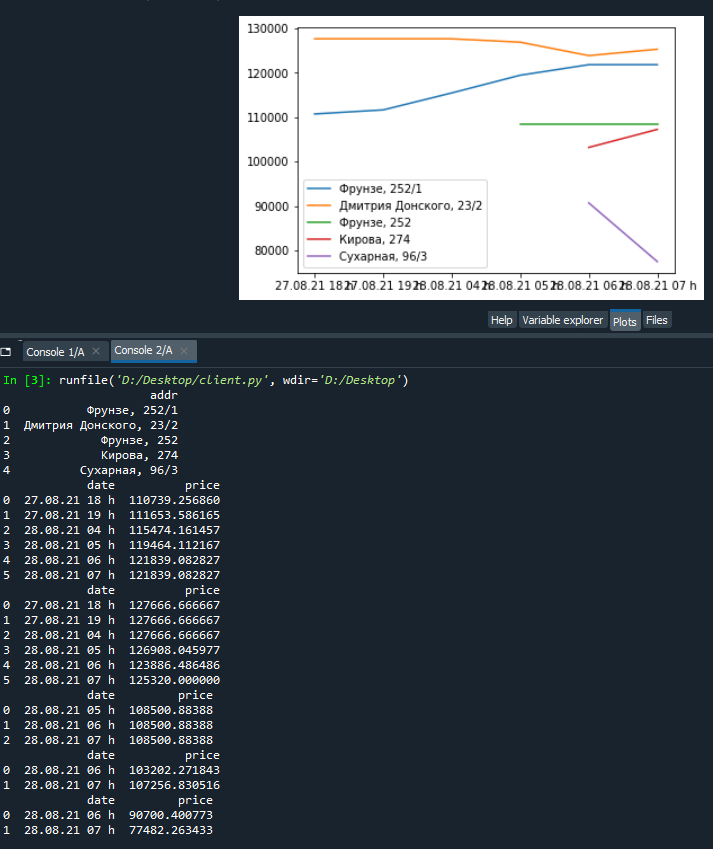 130000
120000
110000
100000
90000
80000
Фрунзе, 252/1
Дмитрия Донского, 23/2
Фрунзе, 252
Кирова, 274
Сухарная, 96/3
27.08.21 18 h 27.08.21 19 h 28.08.21 04 h 28.08.21 05 h 28.08.21 06 h 28.08.21 07 h
Help Variable explorer Plots Files
Console 1/A Console 2/A
In [3]: runfile('D:/Desktop/client.py', wdir='D:/Desktop')
addr
0 Фрунзе, 252/1
1 Дмитрия Донского, 23/2
2 Фрунзе, 252
3 Кирова, 274
4 Сухарная, 96/3
date price
0 27.08.21 18 h 110739.256860
1 27.08.21 19 h 111653.586165
2 28.08.21 04 h 115474.161457
3 28.08.21 05 h 119464.112167
4 28.08.21 06 h 121839.082827
5 28.08.21 07 h 121839.082827
date price
0 27.08.21 18 h 127666.666667
1 27.08.21 19 h 127666.666667
2 28.08.21 04 h 127666.666667
3 28.08.21 05 h 126908.045977
4 28.08.21 06 h 123886.486486
5 28.08.21 07 h 125320.000000
date price
0 28.08.21 05 h 108500.88388
1 28.08.21 06 h 108500.88388
2 28.08.21 07 h 108500.88388
date price
0 28.08.21 06 h 103202.271843
1 28.08.21 07 h 107256.830516
date price
0 28.08.21 06 h 90700.400773
1 28.08.21 07 h 77482.263433